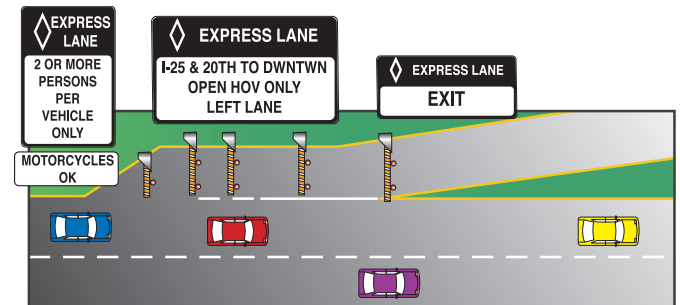 EXPRESS
LANE
2 OR MORE
PERSONS
PER
VEHICLE
ONLY
MOTORCYCLES
OK
EXPRESS LANE
I-25 & 20TH TO DWNTWN
OPEN HOV ONLY
LEFT LANE
EXPRESS LANE
EXIT